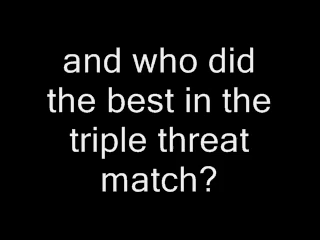 and who did
the best in the
triple threat
match?